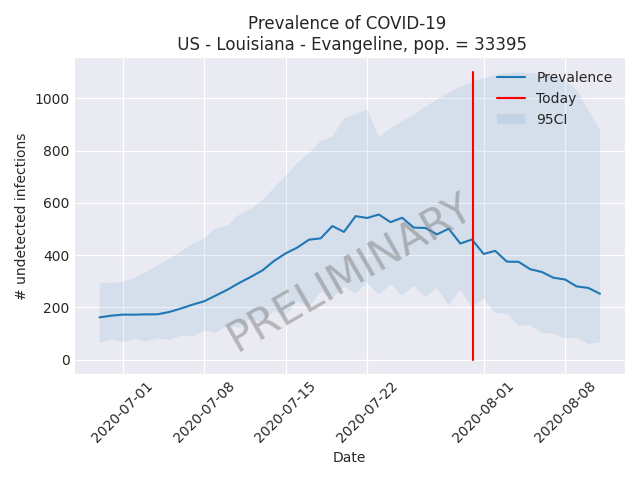 Prevalence of COVID-19
US - Louisiana - Evangeline, pop. = 33395
Prevalence
Today
95CI
1000
800
600
400
200
0
# undetected infections
PRELIMINARY
2020-07-01
2020-07-08
2020-07-15
2020-07-22
2020-08-01
2020-08-08
Date